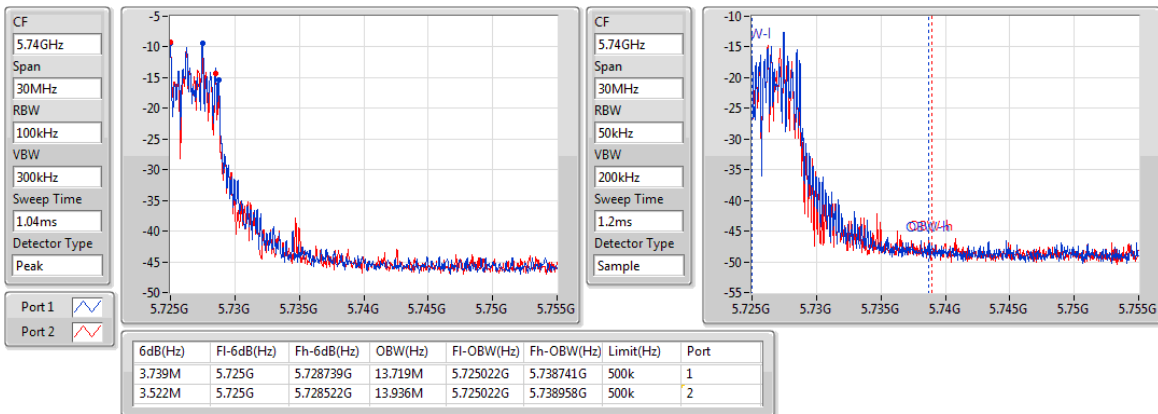 CF
5.74GHz
Span
30MHz
RBW
100kHz
VBW
300kHz
Sweep Time
1.04ms
Detector Type
Peak
Port 1
Port 2
-5
-10
-15
-20
-25
-30
-35
-40
-45
-50
5.725G 5.73G 5.735G 5.74G 5.745G 5.75G 5.755G
CF
5.74GHz
Span
30MHz
RBW
50kHz
VBW
200kHz
Sweep Time
1.2ms
Detector Type
Sample
-10
-15
-20
-25
-30
-35
-40
-45
-50
-55
5.725G 5.73G 5.735G 5.74G 5.745G 5.75G 5.755G
6dB(Hz) Fl-6dB(Hz) Fh-6dB(Hz) OBW(Hz) Fl-OBW(Hz) Fh-OBW(Hz) Limit(Hz) Port
3.739M 5.725G 5.728739G 13.719M 5.725022G 5.738741G 500k 1
3.522M 5.725G 5.728522G 13.936M 5.725022G 5.738958G 500k 2